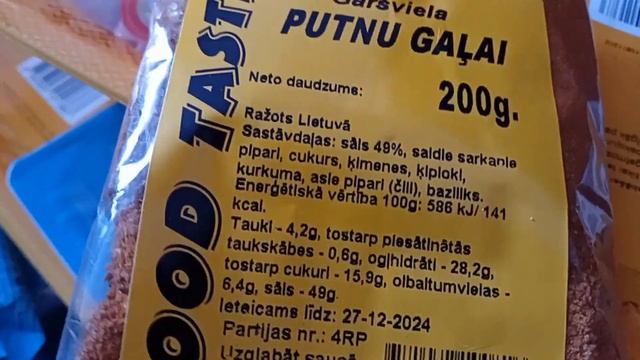 Garšviela
PUTNU GAĻAI
Neto daudzums:
200g.
Ražots Lietuvā
Sastāvdaļas: sāls 49%, saldie sarkanie
pipari, cukurs, ķimenes, ķiploki,
kurkuma, asie pipari (čili), baziliks.
Enerģētiskā vērtība 100g: 586 kJ/ 141
kcal.
Tauki - 4,2g, tostarp piesātinātās
taukskābes - 0,6g, ogļhidrāti - 28,2g,
tostarp cukuri - 15,9g, olbaltumvielas -
6,4g, sāls - 49g.
Ieteicams līdz: 27-12-2024
Partijas nr.: 4RP
Uzglabāt sausā
OOD TAST